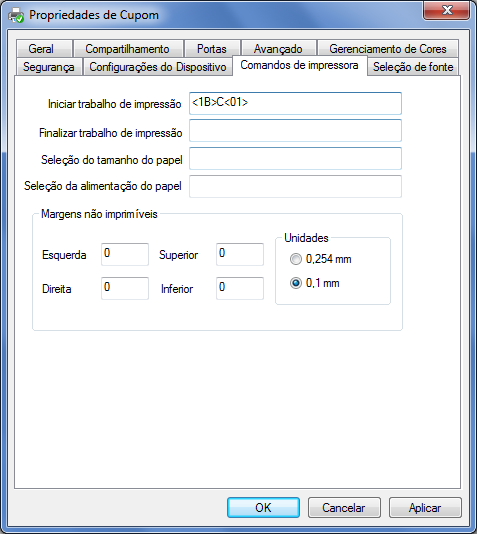 Propriedades de Cupom
Geral Compartilhamento Portas Avançado Gerenciamento de Cores
Segurança Configurações do Dispositivo Comandos de impressora Seleção de fonte
Iniciar trabalho de impressão <1B>C<01>
Finalizar trabalho de impressão
Seleção do tamanho do papel
Seleção da alimentação do papel
Margens não imprimíveis
Unidades
Esquerda 0 Superior 0 0,254 mm
Direita 0 Inferior 0 0,1 mm
OK Cancelar Aplicar